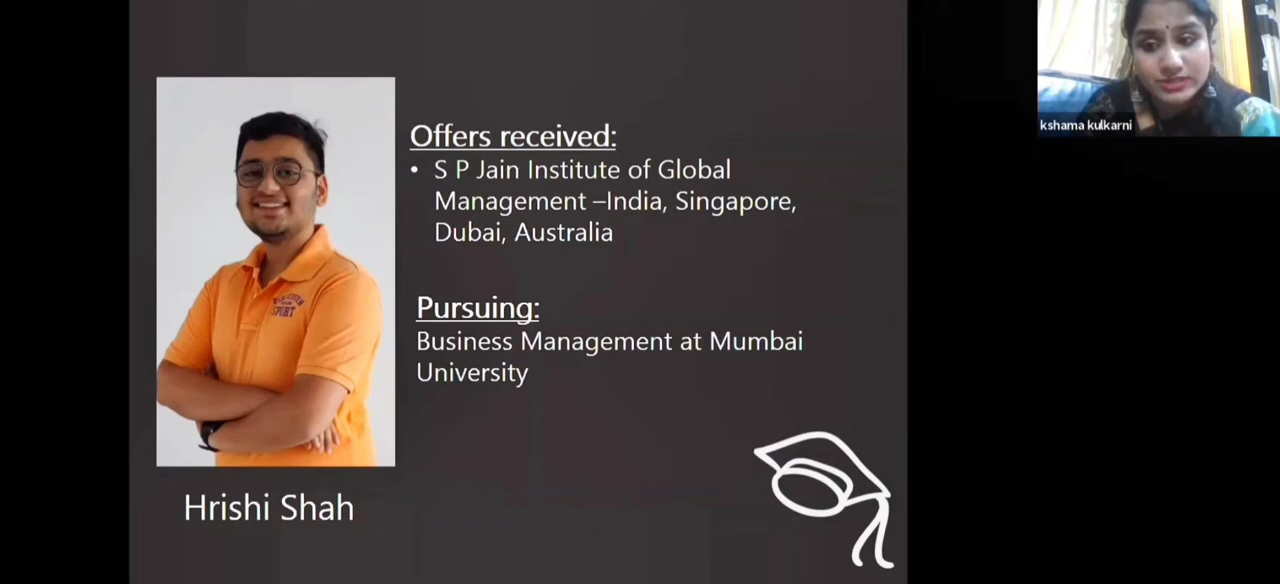 Offers received:
• S P Jain Institute of Global
Management –India, Singapore,
Dubai, Australia
Pursuing:
Business Management at Mumbai
University
SPORT
Hrishi Shah
kshama kulkarni